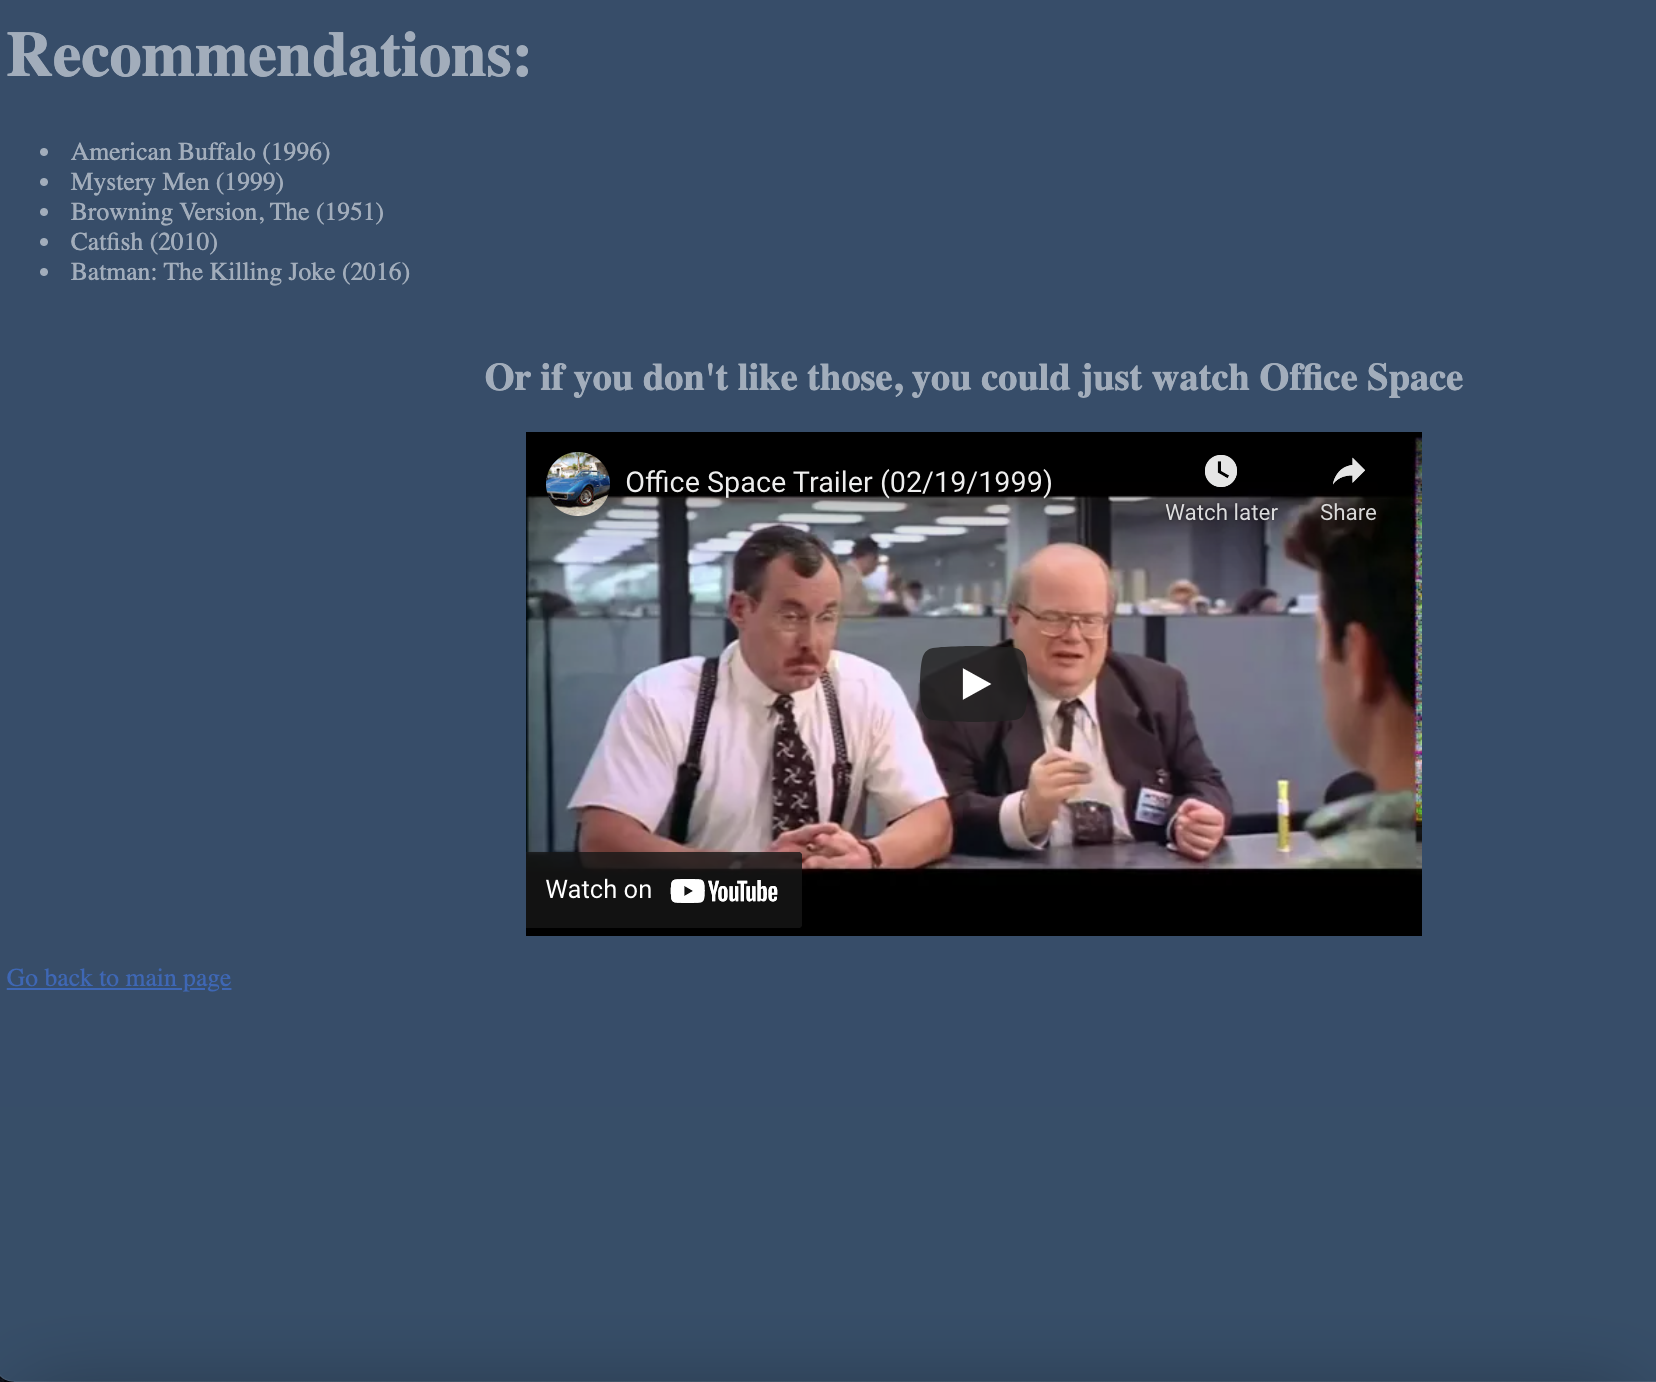 Recommendations:
American Buffalo (1996)
Mystery Men (1999)
Browning Version, The (1951)
Catfish (2010)
Batman: The Killing Joke (2016)
Or if you don't like those, you could just watch Office Space
Office Space Trailer (02/19/1999)
Watch later
Share
Watch on YouTube
Go back to main page